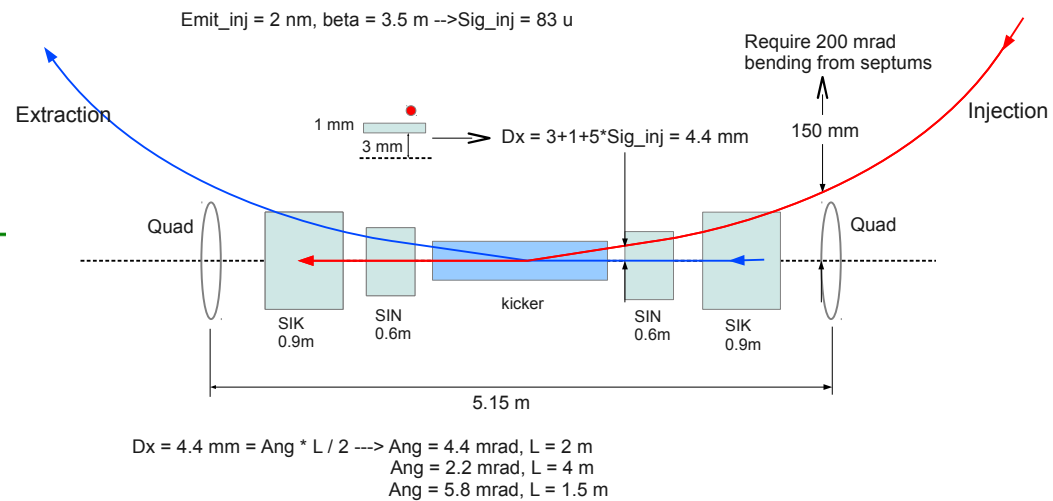 Emit_inj = 2 nm, beta = 3.5 m -->Sig_inj = 83 u
Require 200 mrad
bending from septums
Extraction
Injection
1 mm
3 mm
Dx = 3+1+5*Sig_inj = 4.4 mm
150 mm
Quad
Quad
kicker
SIK
0.9m
SIN
0.6m
SIN
0.6m
SIK
0.9m
5.15 m
Dx = 4.4 mm = Ang * L / 2 ---> Ang = 4.4 mrad, L = 2 m
Ang = 2.2 mrad, L = 4 m
Ang = 5.8 mrad, L = 1.5 m